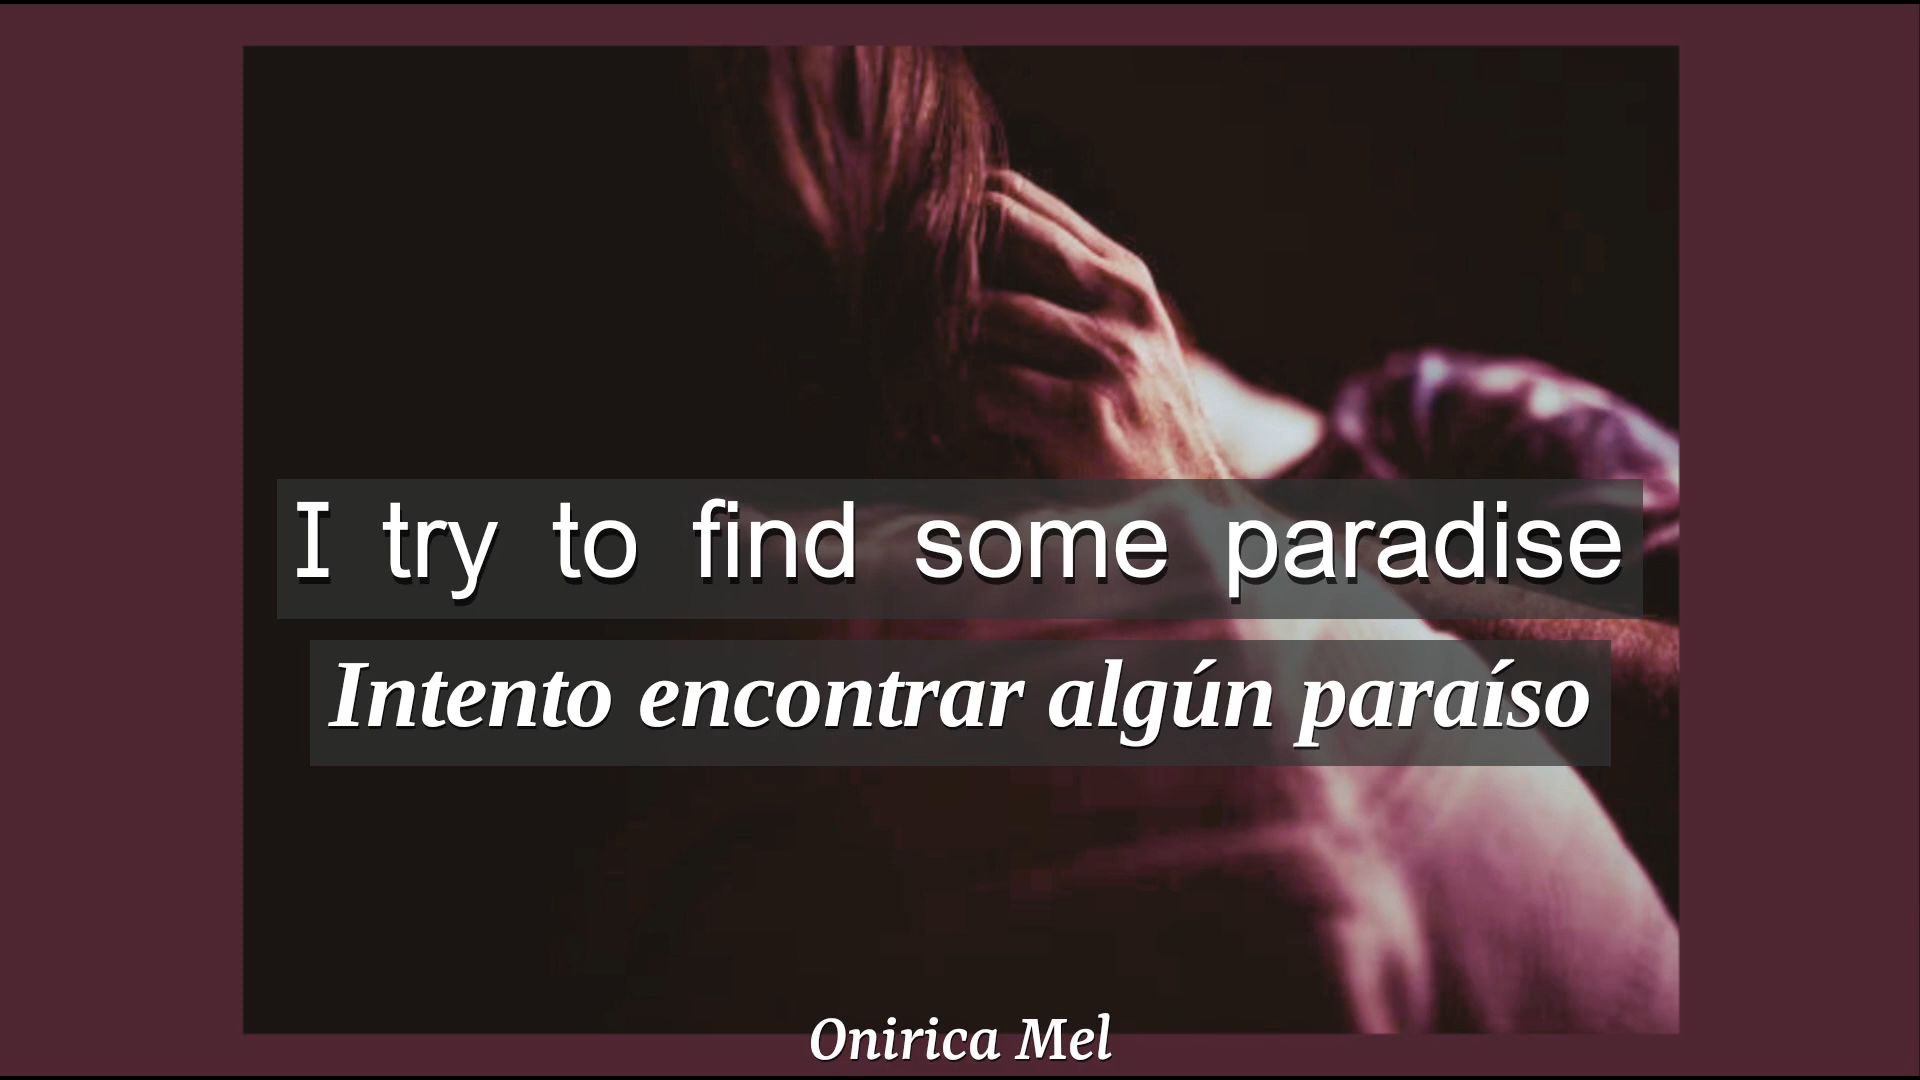 I try to find some paradise
Intento encontrar algún paraíso
Onirica Mel